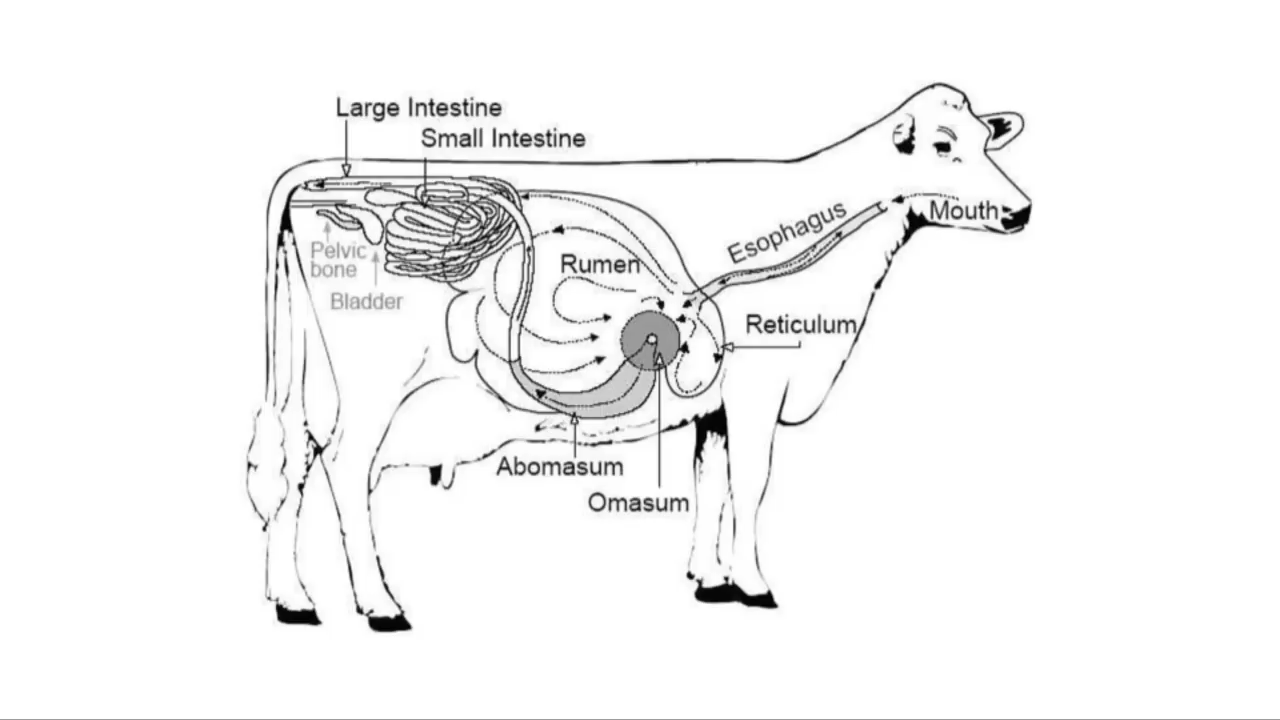 Large Intestine
Small Intestine
Mouth
Esophagus
Pelvic
bone
Rumen
Bladder
Reticulum
Abomasum
Omasum